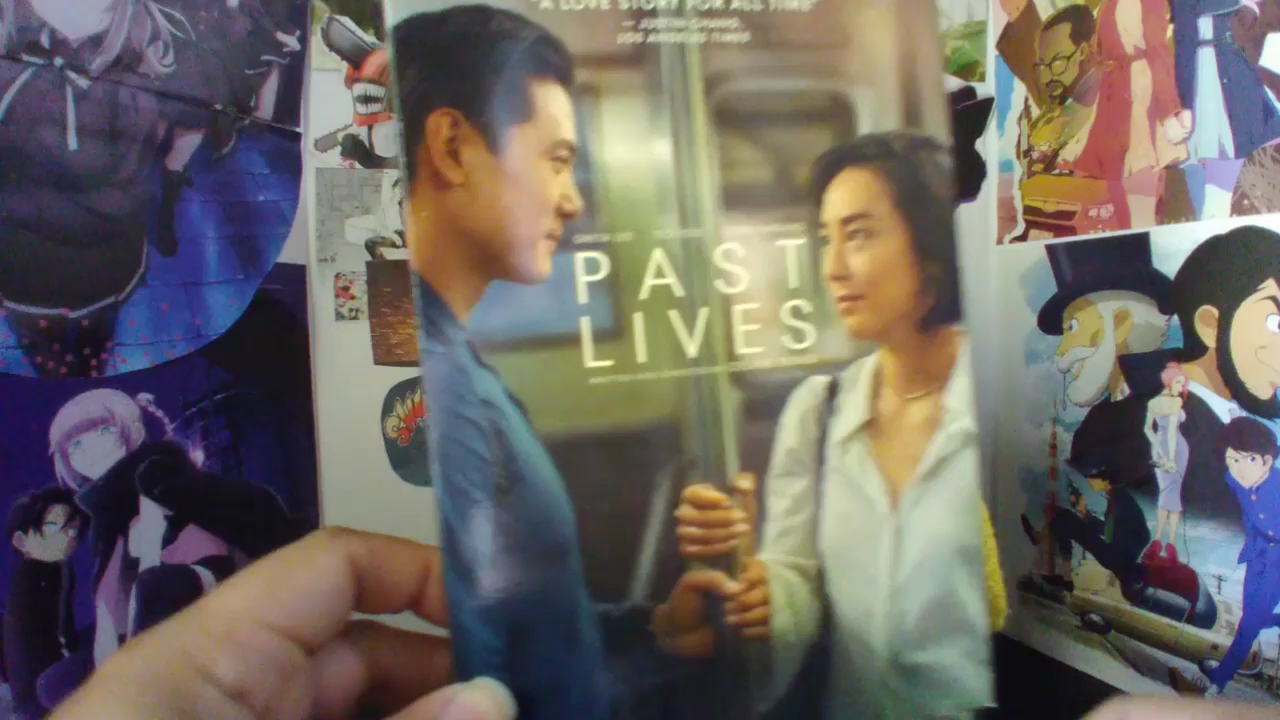 "A LOVE STORY FOR ALL TIME"
— JUSTIN CHANG,
LOS ANGELES TIMES
PAST
LIVES